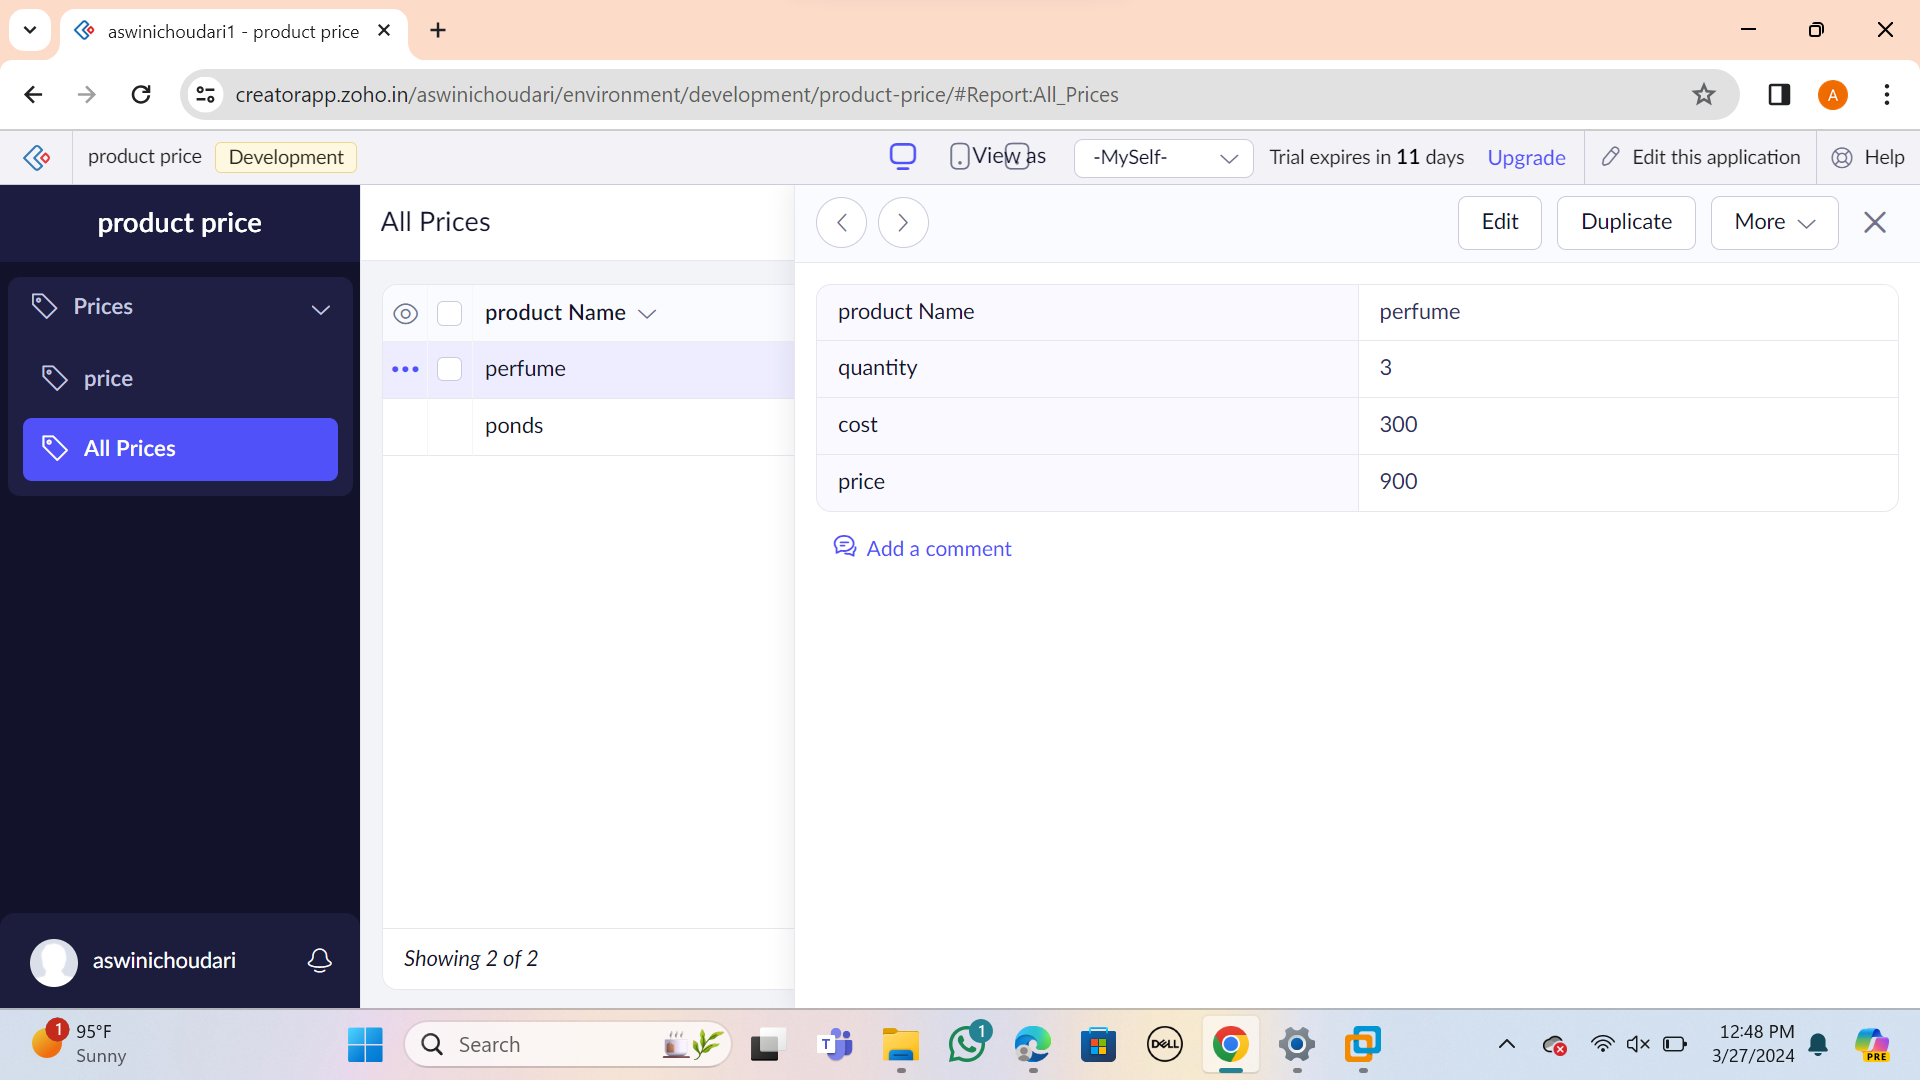 aswinichoudari1 - product price
creatorapp.zoho.in/aswinichoudari/environment/development/product-price/#Report:All_Prices
A
product price Development View as -MySelf- Trial expires in 11 days Upgrade Edit this application Help
product price
Prices
price
All Prices
aswinichoudari
All Prices
product Name
perfume
ponds
Showing 2 of 2
Edit Duplicate More
product Name perfume
quantity 3
cost 300
price 900
Add a comment
1
95°F
Sunny
Search
T
1
DELL
12:48 PM
3/27/2024
PRE